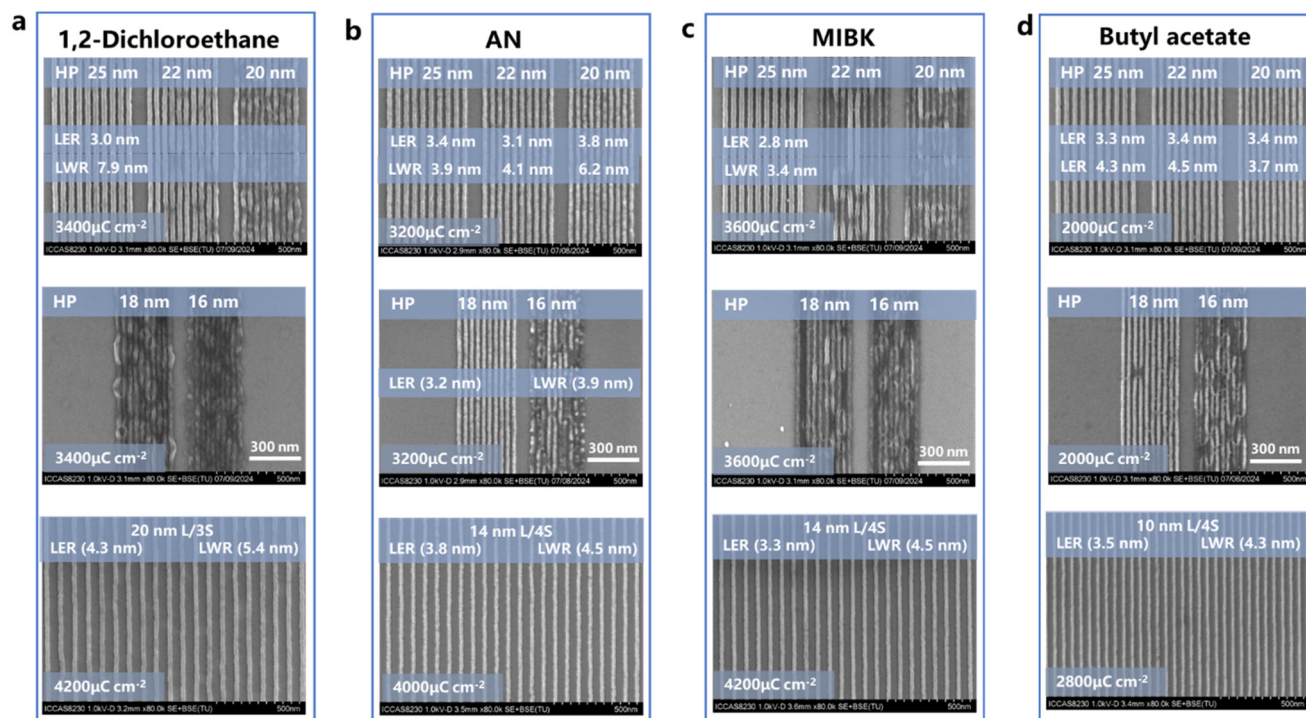 a
1,2-Dichloroethane
HP 25 nm 22 nm 20 nm
LER 3.0 nm
LWR 7.9 nm
3400μC cm-2
ICCAS8230 1.0kV-D 3.1mm x80.0k SE+BSE(TU) 07/09/2024 500nm
HP 18 nm 16 nm
300 nm
3400μC cm-2
ICCAS8230 1.0kV-D 3.1mm x80.0k SE+BSE(TU) 07/09/2024 500nm
20 nm L/3S
LER (4.3 nm) LWR (5.4 nm)
4200μC cm-2
ICCAS8230 1.0kV-D 3.2mm x80.0k SE+BSE(TU) 500nm
b
AN
HP 25 nm 22 nm 20 nm
LER 3.4 nm 3.1 nm 3.8 nm
LWR 3.9 nm 4.1 nm 6.2 nm
3200μC cm-2
ICCAS8230 1.0kV-D 2.9mm x80.0k SE+BSE(TU) 07/08/2024 500nm
HP 18 nm 16 nm
LER (3.2 nm) LWR (3.9 nm)
300 nm
3200μC cm-2
ICCAS8230 1.0kV-D 2.9mm x80.0k SE+BSE(TU) 07/08/2024 500nm
14 nm L/4S
LER (3.8 nm) LWR (4.5 nm)
4000μC cm-2
ICCAS8230 1.0kV-D 3.5mm x80.0k SE+BSE(TU) 500nm
c
MIBK
HP 25 nm 22 nm 20 nm
LER 2.8 nm
LWR 3.4 nm
3600μC cm-2
ICCAS8230 1.0kV-D 3.1mm x80.0k SE+BSE(TU) 07/09/2024 500nm
HP 18 nm 16 nm
300 nm
3600μC cm-2
ICCAS8230 1.0kV-D 3.1mm x80.0k SE+BSE(TU) 07/09/2024 500nm
14 nm L/4S
LER (3.3 nm) LWR (4.5 nm)
4200μC cm-2
ICCAS8230 1.0kV-D 3.6mm x80.0k SE+BSE(TU) 500nm
d
Butyl acetate
HP 25 nm 22 nm 20 nm
LER 3.3 nm 3.4 nm 3.4 nm
LER 4.3 nm 4.5 nm 3.7 nm
2000μC cm-2
ICCAS8230 1.0kV-D 3.1mm x80.0k SE+BSE(TU) 07/08/2024 500nm
HP 18 nm 16 nm
300 nm
2000μC cm-2
ICCAS8230 1.0kV-D 3.1mm x80.0k SE+BSE(TU) 07/08/2024 500nm
10 nm L/4S
LER (3.5 nm) LWR (4.3 nm)
2800μC cm-2
ICCAS8230 1.0kV-D 3.4mm x80.0k SE+BSE(TU) 500nm